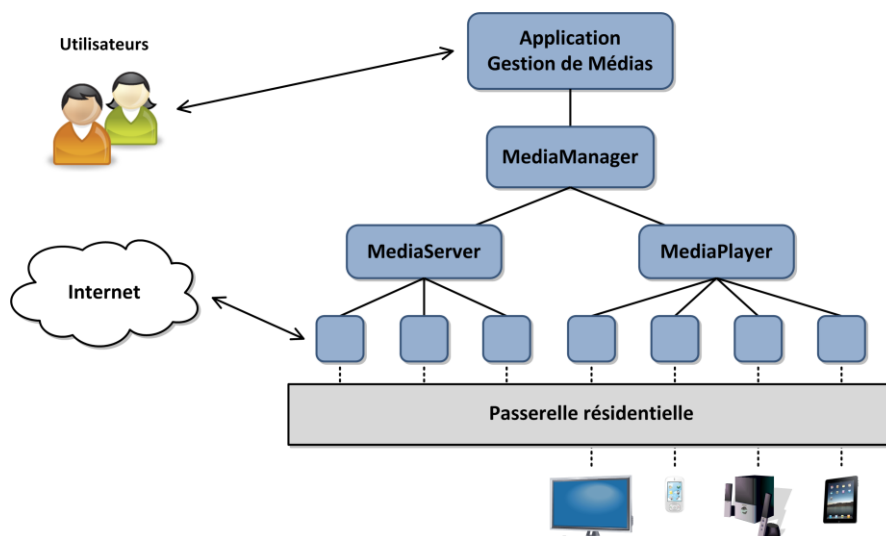 Utilisateurs
Application
Gestion de Médias
MediaManager
MediaServer
MediaPlayer
Internet
Passerelle résidentielle